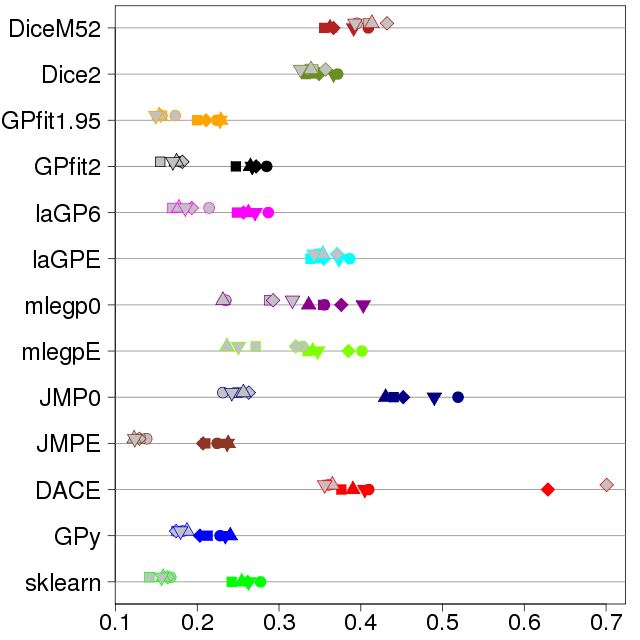 DiceM52
Dice2
GPfit1.95
GPfit2
laGP6
laGPE
mlegp0
mlegpE
JMP0
JMPE
DACE
GPy
sklearn
0.1 0.2 0.3 0.4 0.5 0.6 0.7